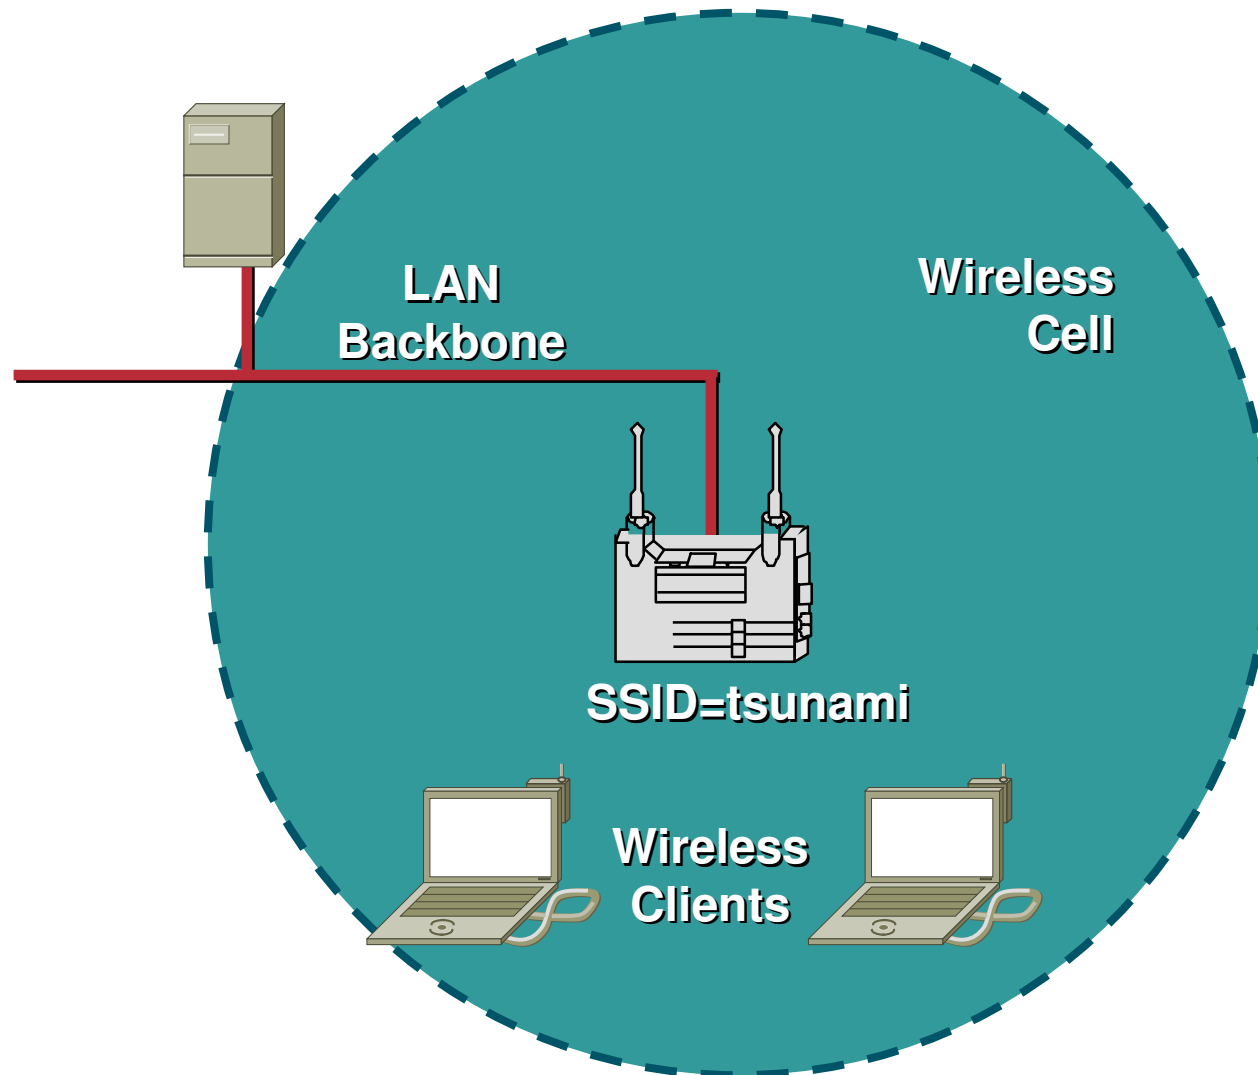 LAN
Backbone
Wireless
Cell
SSID=tsunami
Wireless
Clients